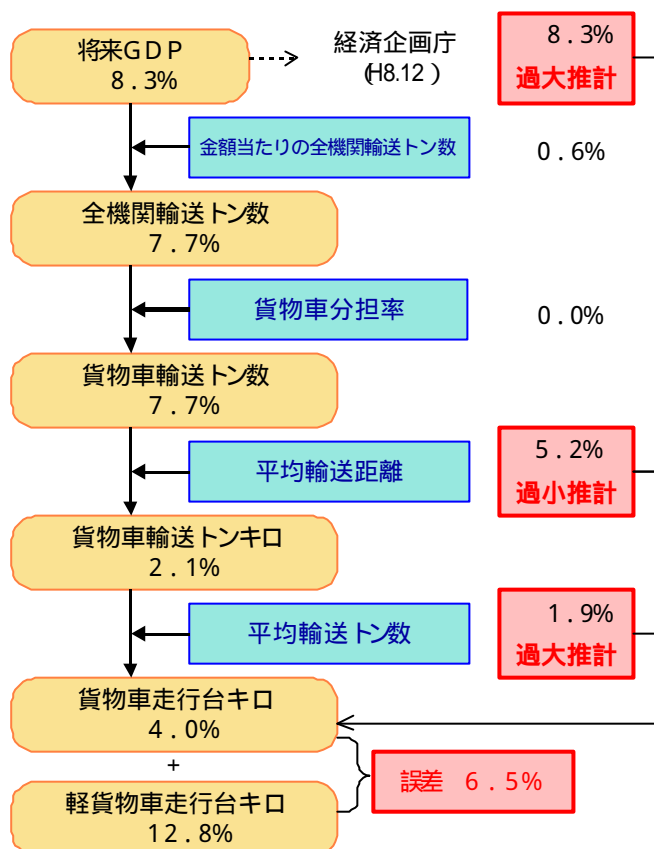 将来GDP
8.3%
経済企画庁
(H8.12)
8.3%
過大推計
金額当たりの全機関輸送トン数
0.6%
全機関輸送トン数
7.7%
貨物車分担率
0.0%
貨物車輸送トン数
7.7%
平均輸送距離
5.2%
過小推計
貨物車輸送トンキロ
2.1%
平均輸送トン数
1.9%
過大推計
貨物車走行台キロ
4.0%
+
誤差 6.5%
軽貨物車走行台キロ
12.8%